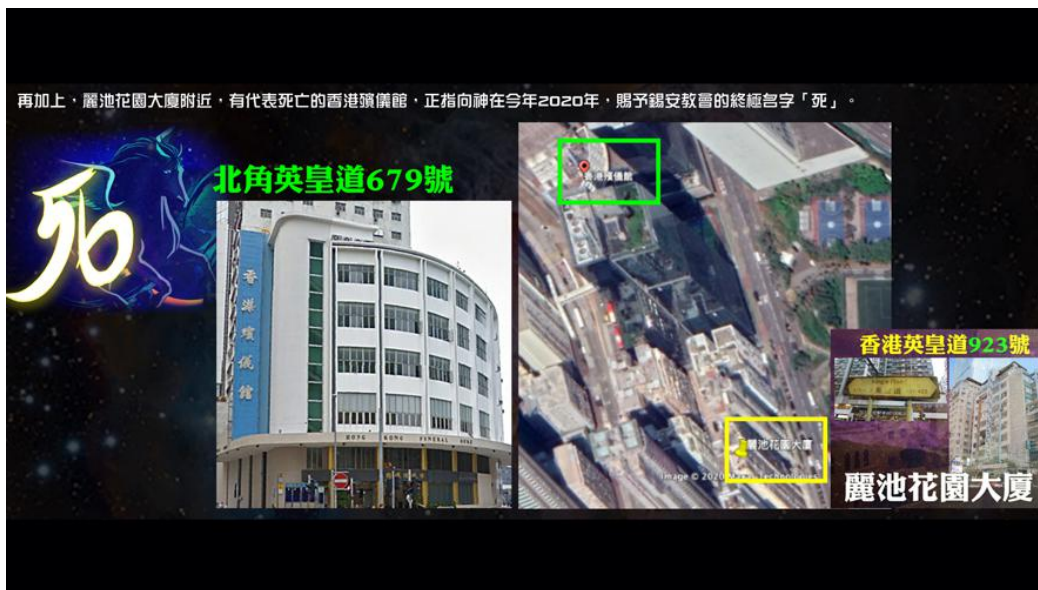 再加上，麗池花園大廈附近，有代表死亡的香港殯儀館，正指向神在今年2020年，賜予錫安教會的終極名字「死」。
死
北角英皇道679號
香港殯儀館
HONG KONG FUNERAL HOME
香港殯儀館
麗池花園大廈
香港英皇道923號
麗池花園大廈